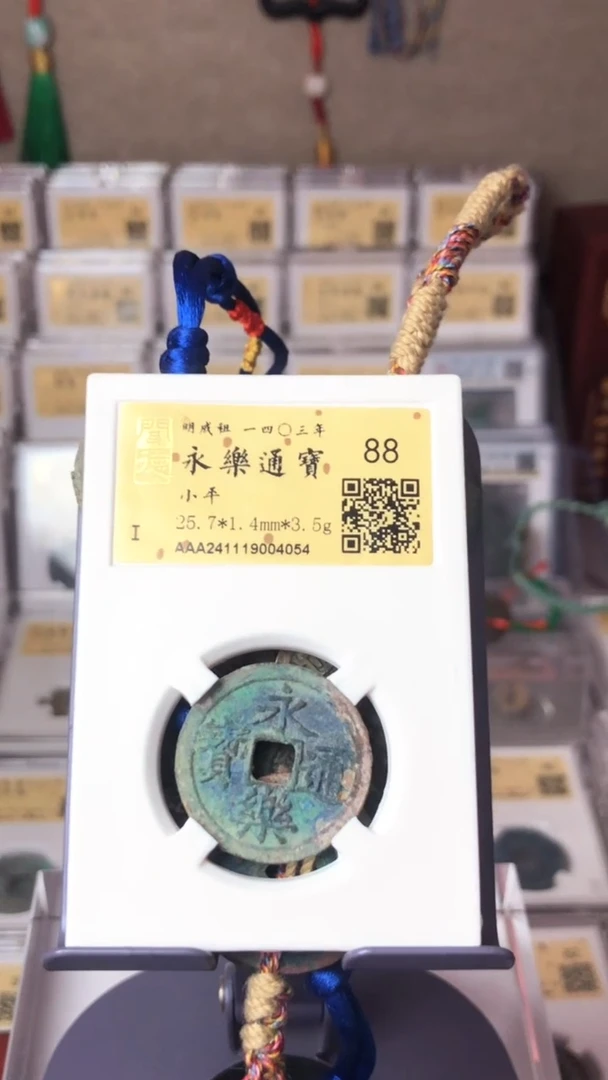 明成祖 一四〇三年
永樂通寶
88
小平
25.7*1.4mm*3.5g
I
AAA241119004054
永樂通寶